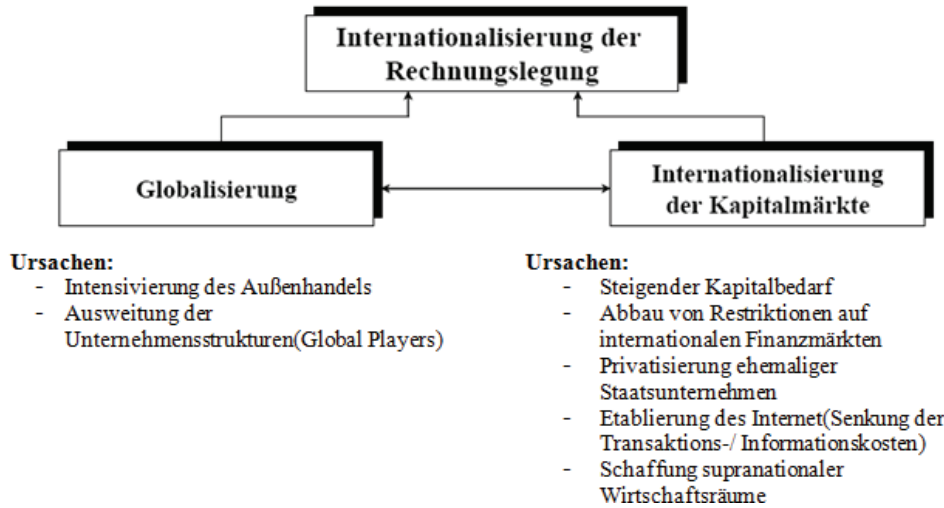 Internationalisierung der
Rechnungslegung
Globalisierung
Internationalisierung
der Kapitalmärkte
Ursachen:
- Intensivierung des Außenhandels
- Ausweitung der
Unternehmensstrukturen(Global Players)
Ursachen:
- Steigender Kapitalbedarf
- Abbau von Restriktionen auf
internationalen Finanzmärkten
- Privatisierung ehemaliger
Staatsunternehmen
- Etablierung des Internet(Senkung der
Transaktions-/ Informationskosten)
- Schaffung supranationaler
Wirtschaftsräume